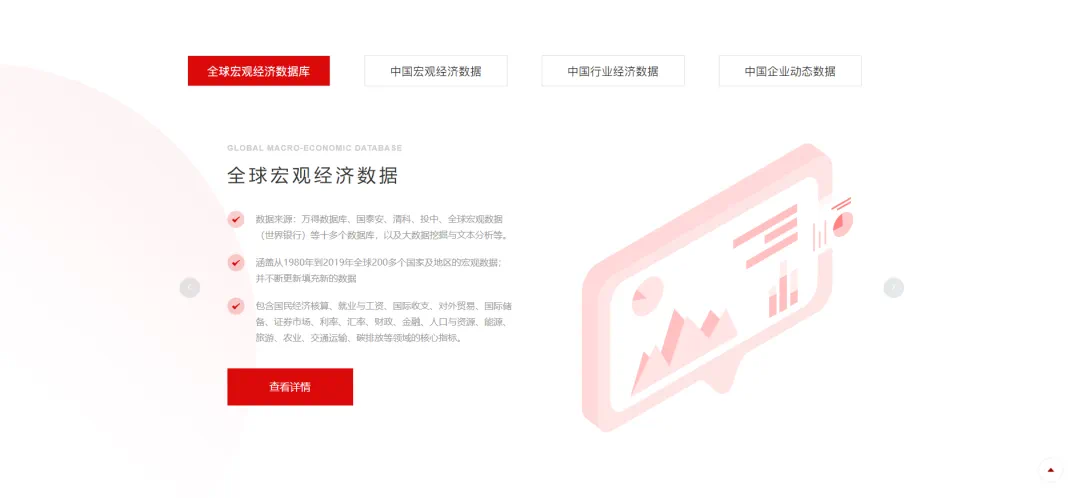 全球宏观经济数据库
中国宏观经济数据
中国行业经济数据
中国企业动态数据
GLOBAL MACRO-ECONOMIC DATABASE
全球宏观经济数据
数据来源：万得数据库、国泰安、清科、投中、全球宏观数据
（世界银行）等十多个数据库，以及大数据挖掘与文本分析等。
涵盖从1980年到2019年全球200多个国家及地区的宏观数据；
并不断更新填充新的数据
包含国民经济核算、就业与工资、国际收支、对外贸易、国际储
备、证券市场、利率、汇率、财政、金融、人口与资源、能源、
旅游、农业、交通运输、碳排放等领域的核心指标。
查看详情